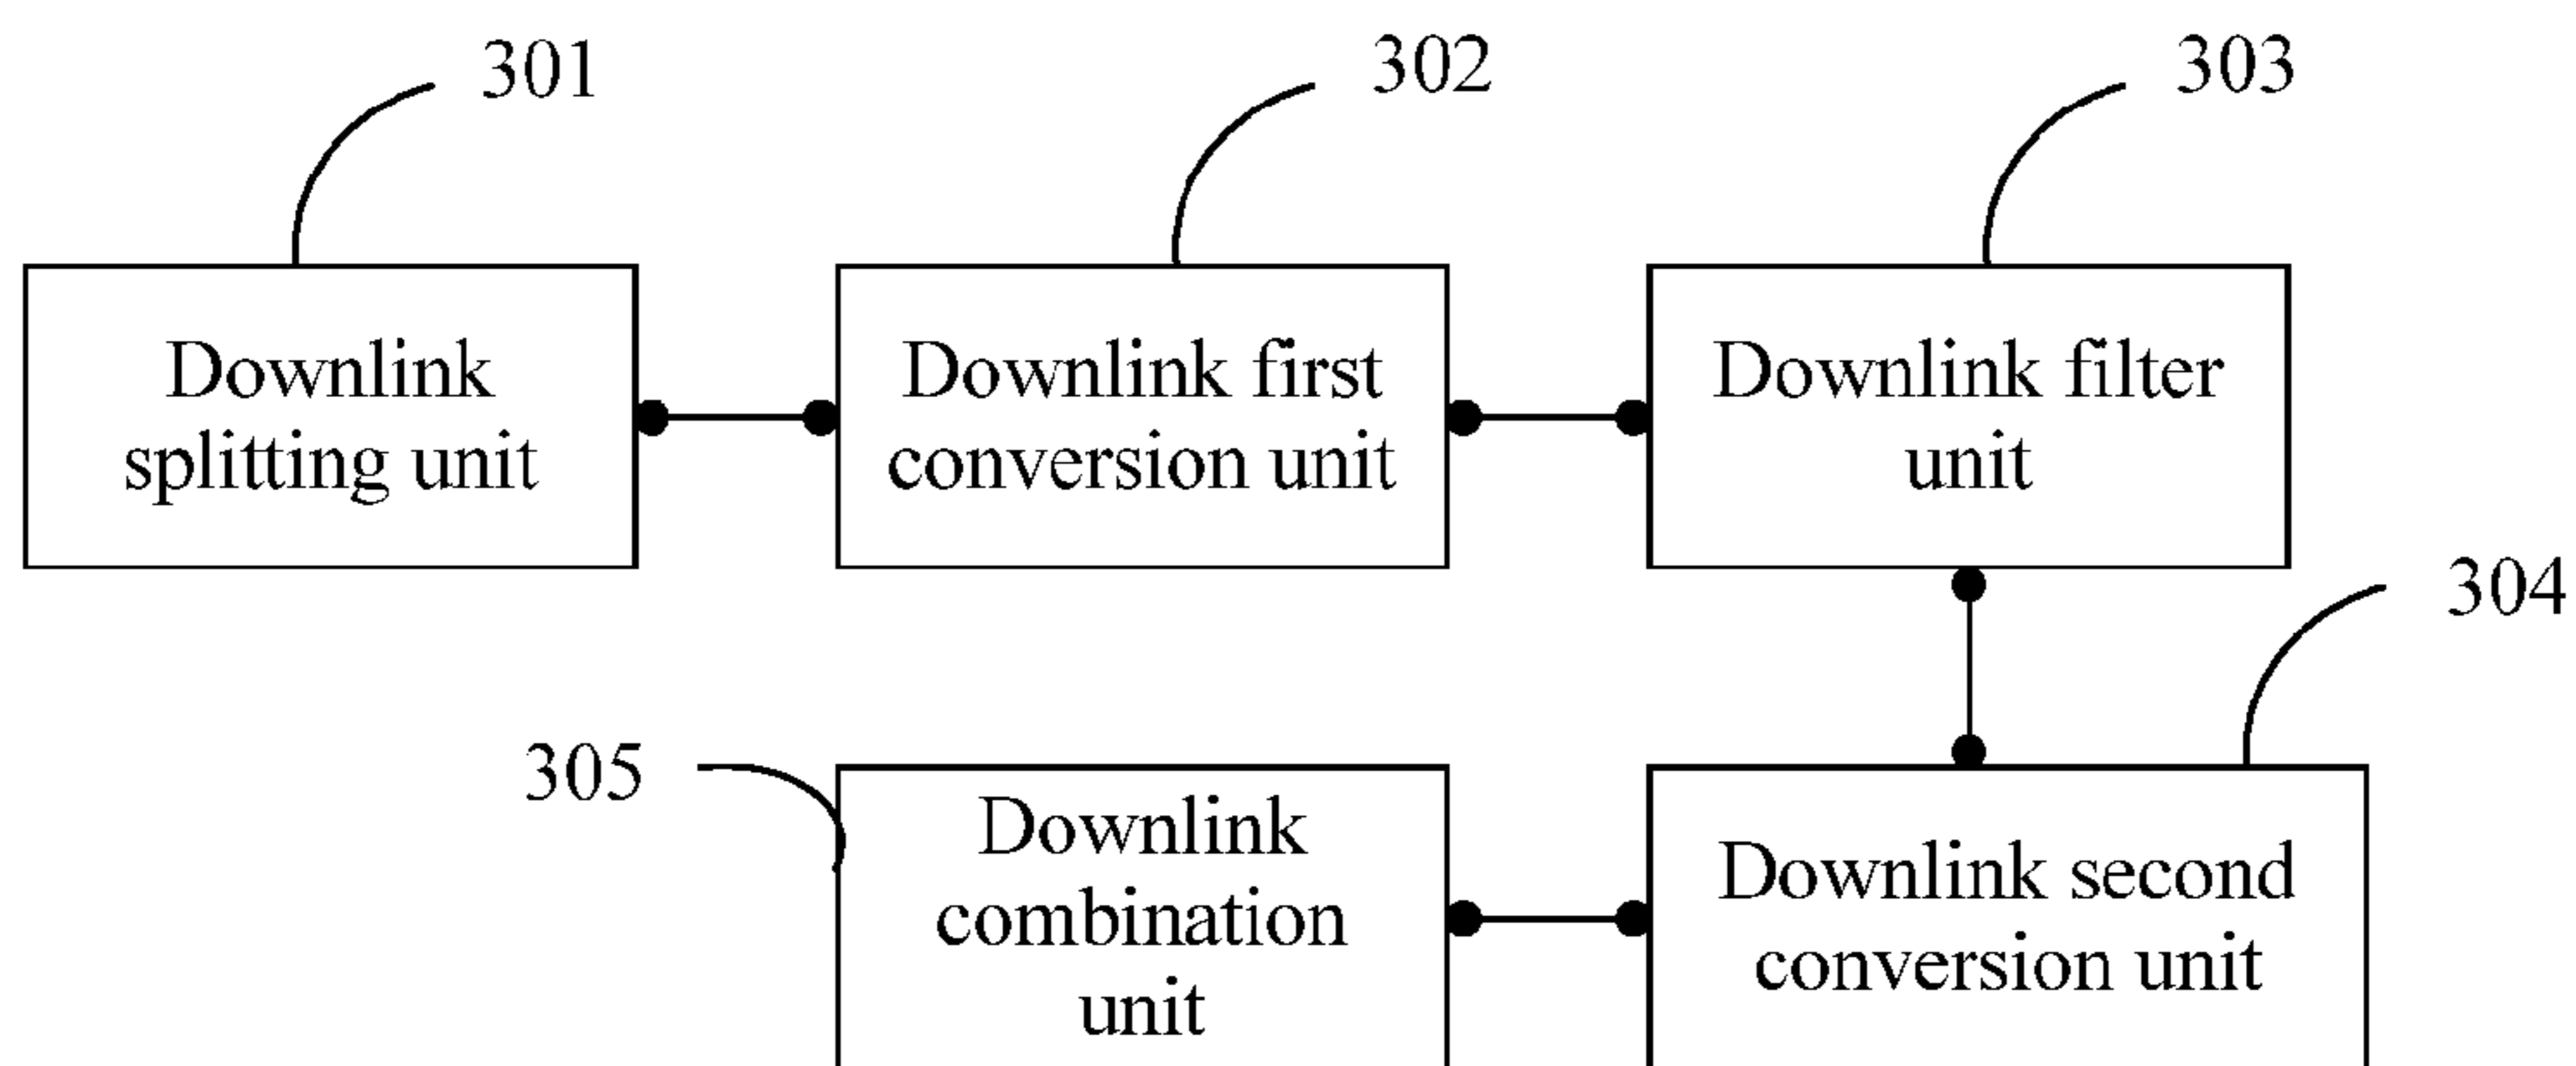 301
302
303
Downlink
splitting unit
Downlink first
conversion unit
Downlink filter
unit
304
305
Downlink
combination
unit
Downlink second
conversion unit